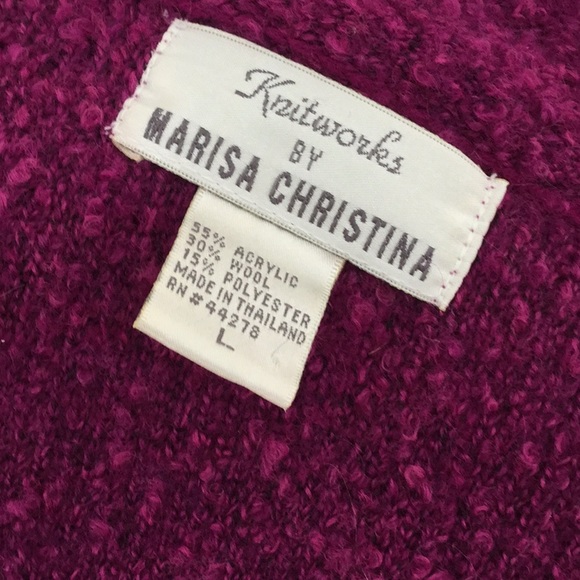 Knitworks
BY
MARISA CHRISTINA
55% ACRYLIC
30% WOOL
15% POLYESTER
MADE IN THAILAND
RN #44278
L